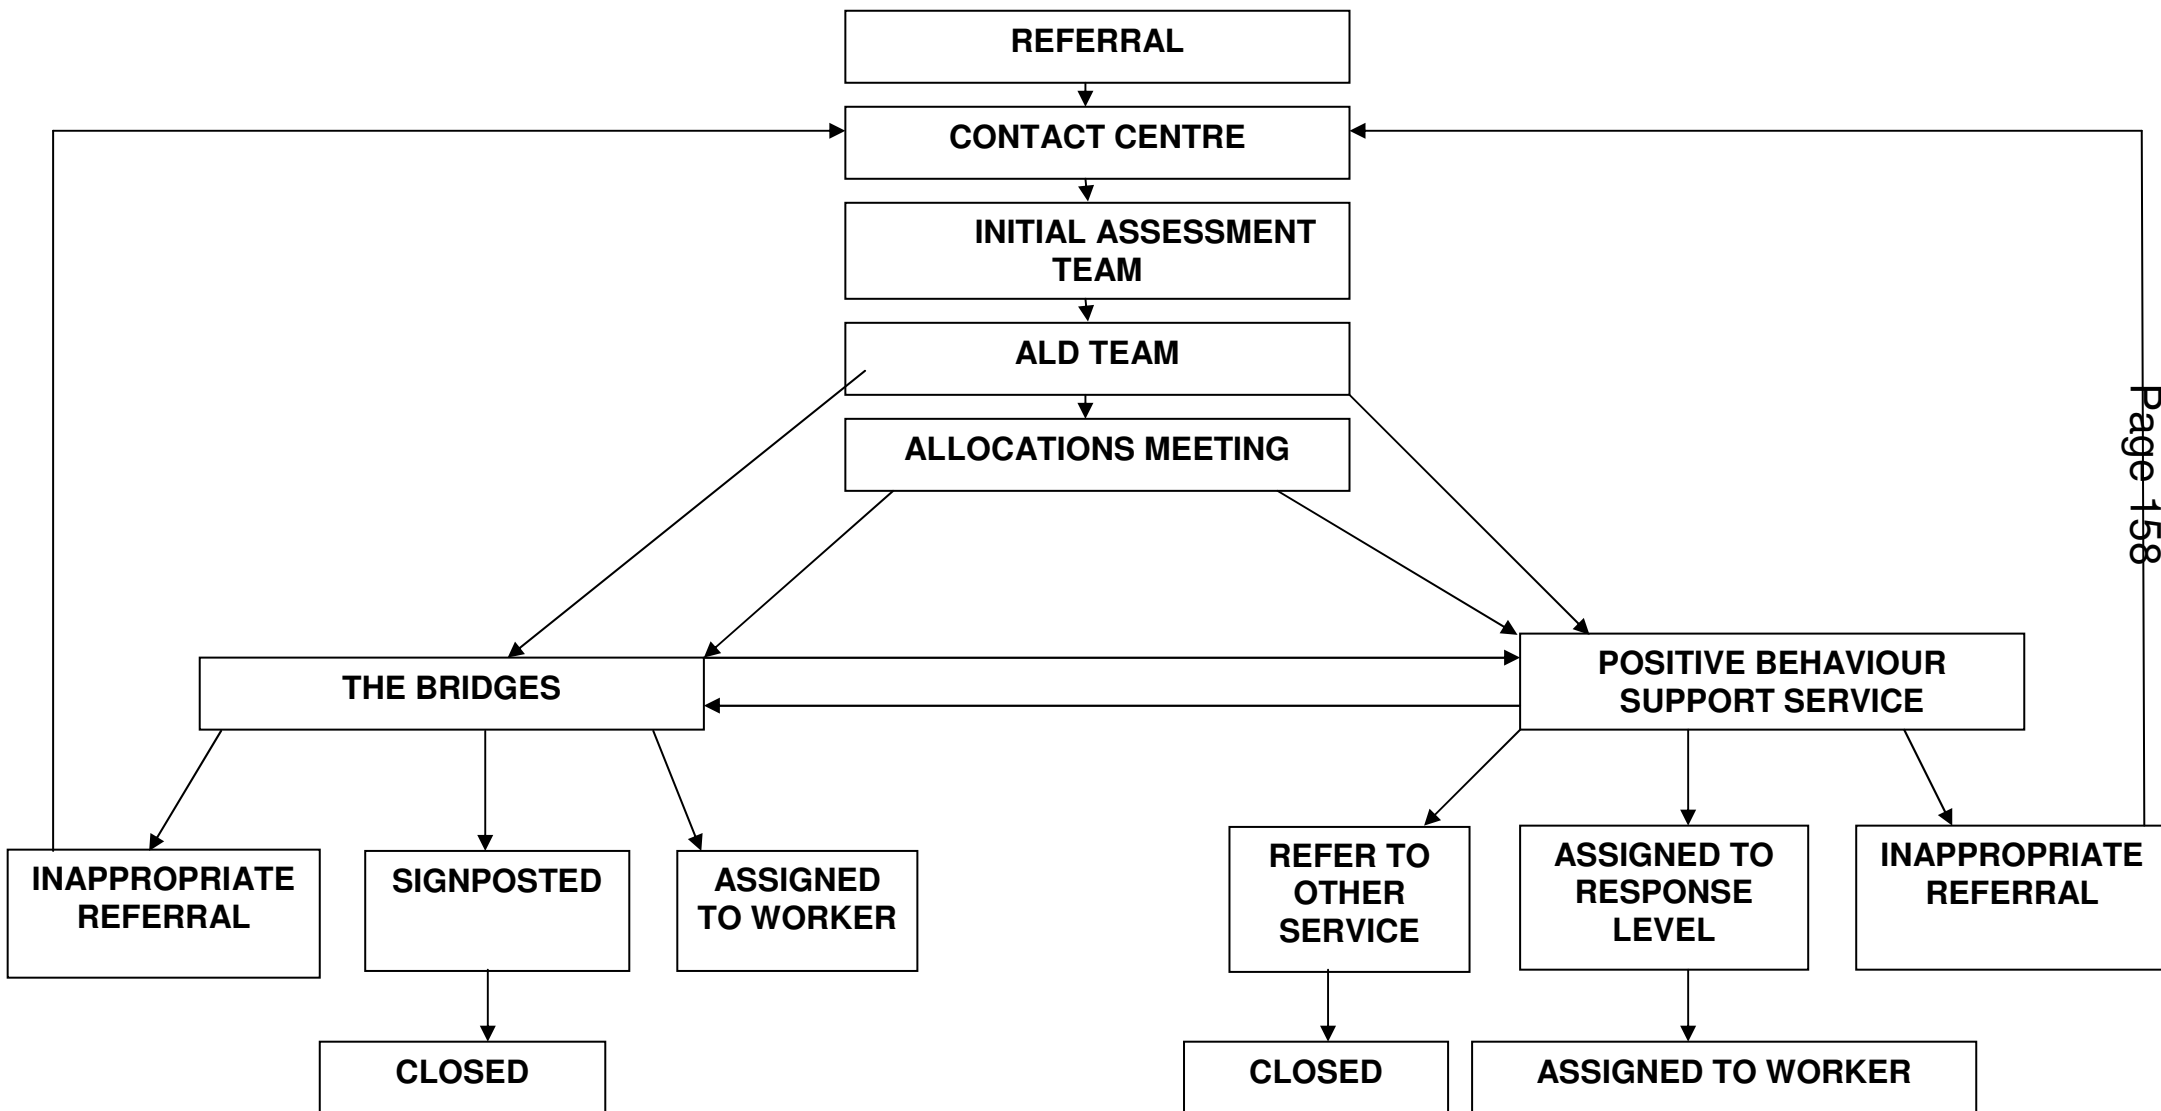 REFERRAL
CONTACT CENTRE
INITIAL ASSESSMENT
TEAM
ALD TEAM
ALLOCATIONS MEETING
Page 158
THE BRIDGES
POSITIVE BEHAVIOUR
SUPPORT SERVICE
INAPPROPRIATE
REFERRAL
SIGNPOSTED
ASSIGNED
TO WORKER
REFER TO
OTHER
SERVICE
ASSIGNED TO
RESPONSE
LEVEL
INAPPROPRIATE
REFERRAL
CLOSED
CLOSED
ASSIGNED TO WORKER